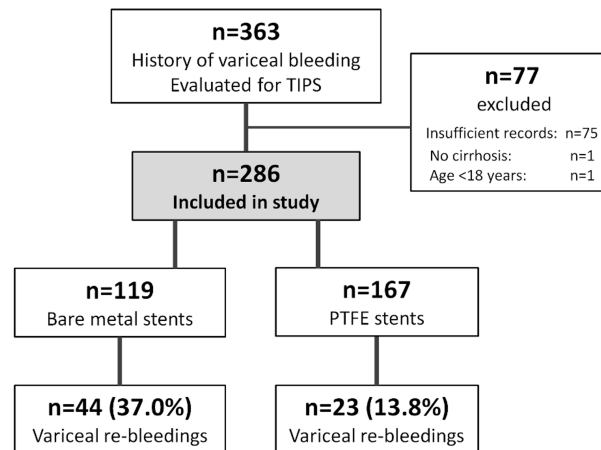 n=363
History of variceal bleeding
Evaluated for TIPS
n=77
excluded
Insufficient records: n=75
No cirrhosis: n=1
Age <18 years: n=1
n=286
Included in study
n=119
Bare metal stents
n=167
PTFE stents
n=44 (37.0%)
Variceal re-bleedings
n=23 (13.8%)
Variceal re-bleedings